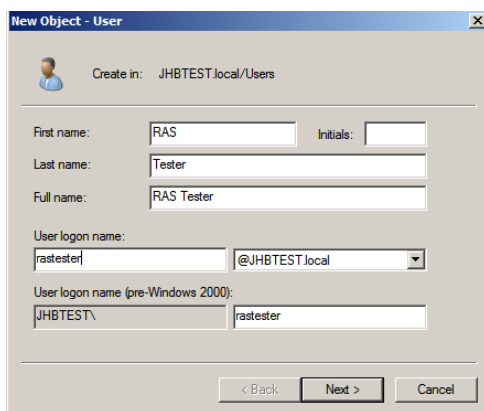 New Object - User
Create in: JHBTEST.local/Users
First name: RAS Initials:
Last name: Tester
Full name: RAS Tester
User logon name:
rastester @JHBTEST.local
User logon name (pre-Windows 2000):
JHBTEST\ rastester
< Back Next > Cancel